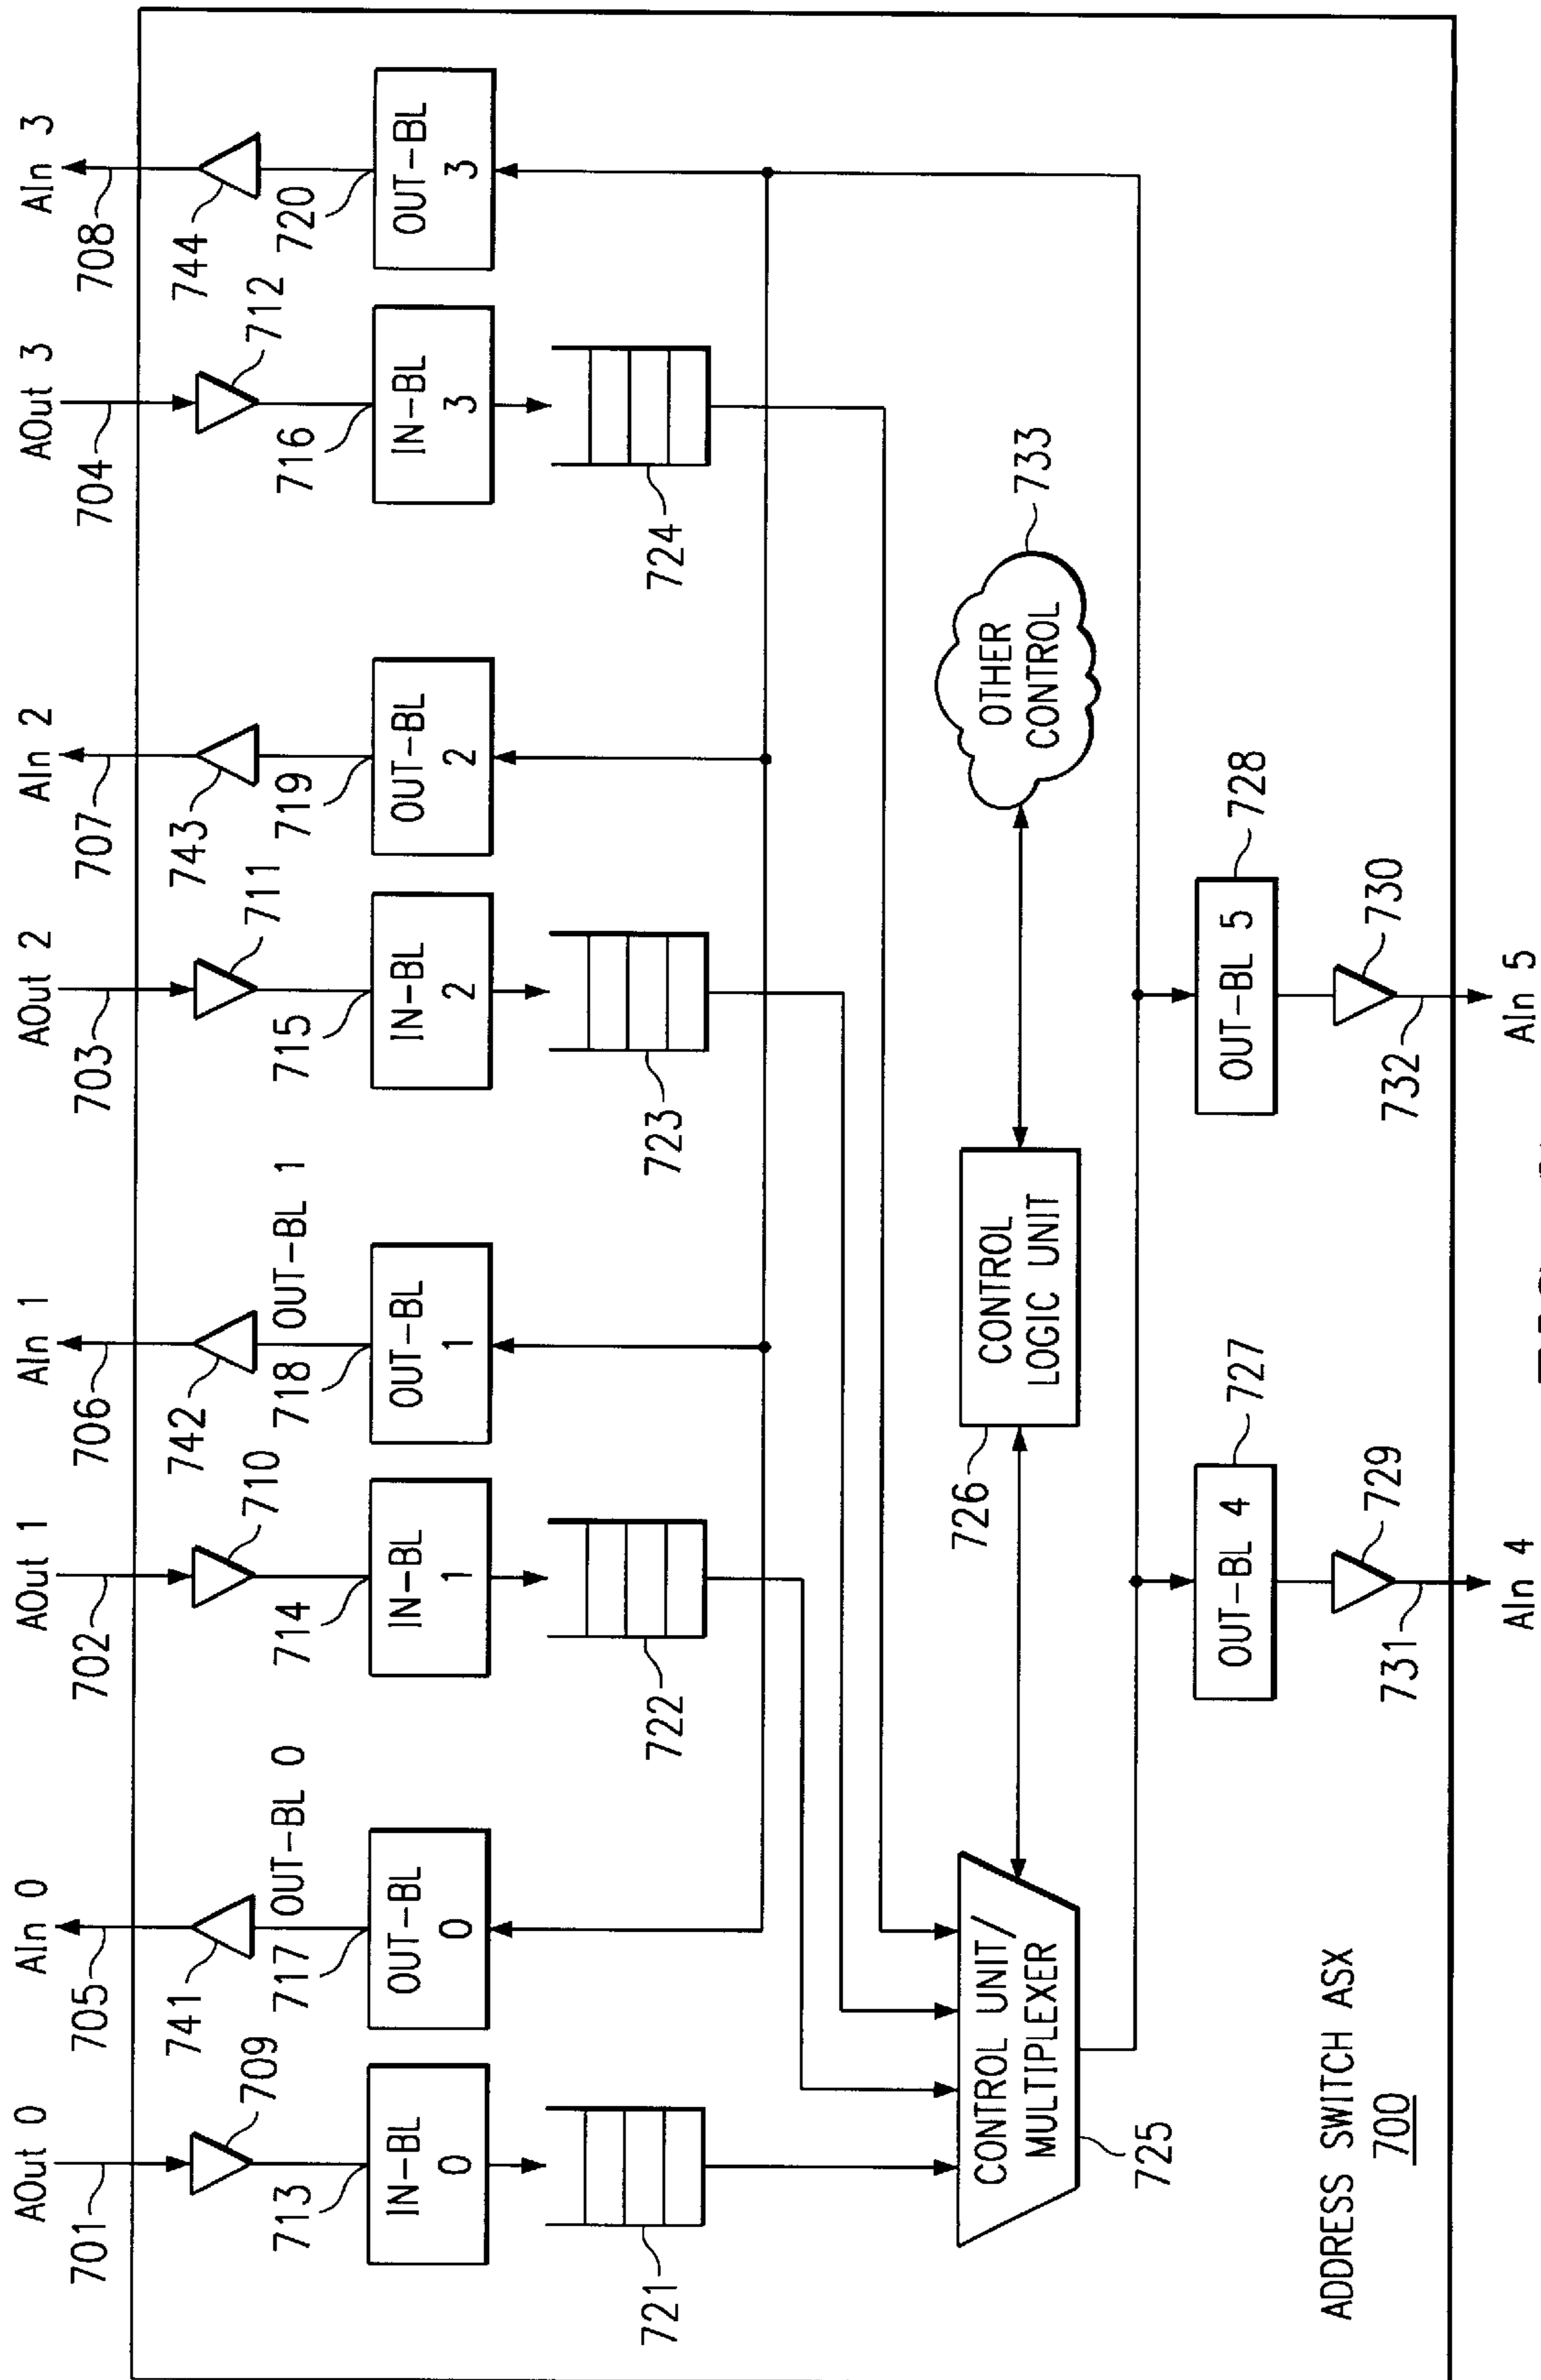 AOut 0
AIn 0
AOut 1
AIn 1
AOut 2
AIn 2
AOut 3
AIn 3
701
705
702
706
703
707
704
708
741
742
743
744
709
710
711
712
713
717
OUT-BL 0
714
718
OUT-BL 1
715
719
716
720
IN-BL
0
OUT-BL
0
IN-BL
1
OUT-BL
1
IN-BL
2
OUT-BL
2
IN-BL
3
OUT-BL
3
721
722
723
724
CONTROL UNIT/
MULTIPLEXER
725
726
CONTROL
LOGIC UNIT
OTHER
CONTROL
733
OUT-BL 4
727
OUT-BL 5
728
729
730
731
732
ADDRESS SWITCH ASX
700
AIn 4
AIn 5